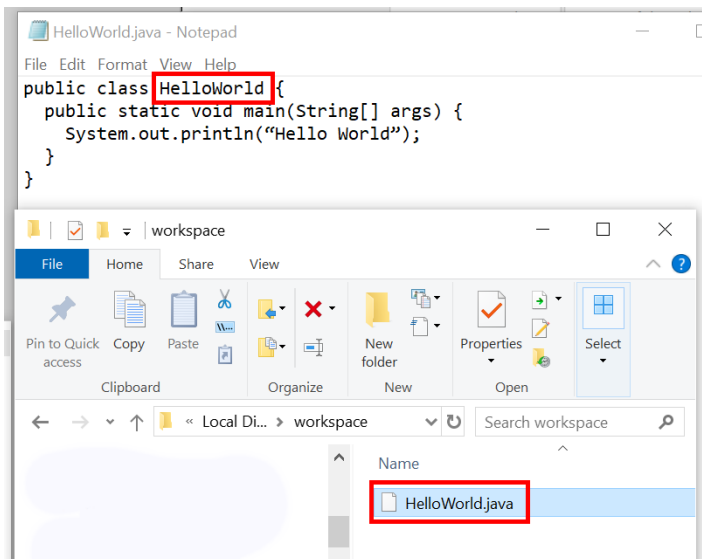 HelloWorld.java - Notepad
File Edit Format View Help
public class HelloWorld {
public static void main(String[] args) {
System.out.println(“Hello World”);
}
}
workspace
File Home Share View
Pin to Quick access
Copy
Paste
New folder
Properties
Select
Clipboard Organize New Open
« Local Di... > workspace
Search workspace
Name
HelloWorld.java